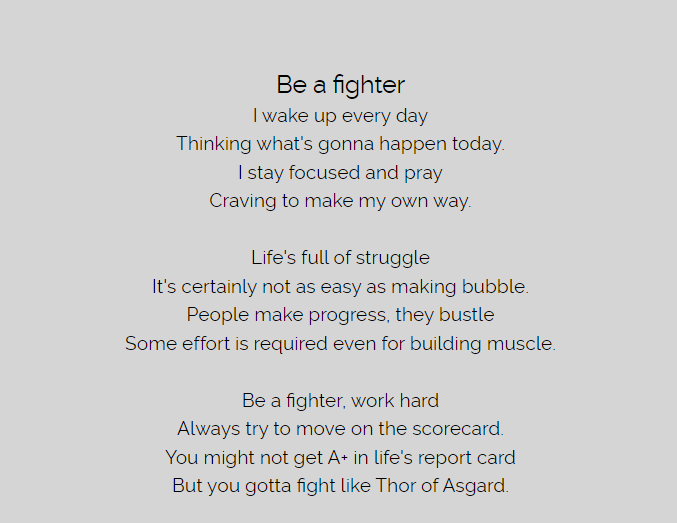 Be a fighter
I wake up every day
Thinking what's gonna happen today.
I stay focused and pray
Craving to make my own way.
Life's full of struggle
It's certainly not as easy as making bubble.
People make progress, they bustle
Some effort is required even for building muscle.
Be a fighter, work hard
Always try to move on the scorecard.
You might not get A+ in life's report card
But you gotta fight like Thor of Asgard.